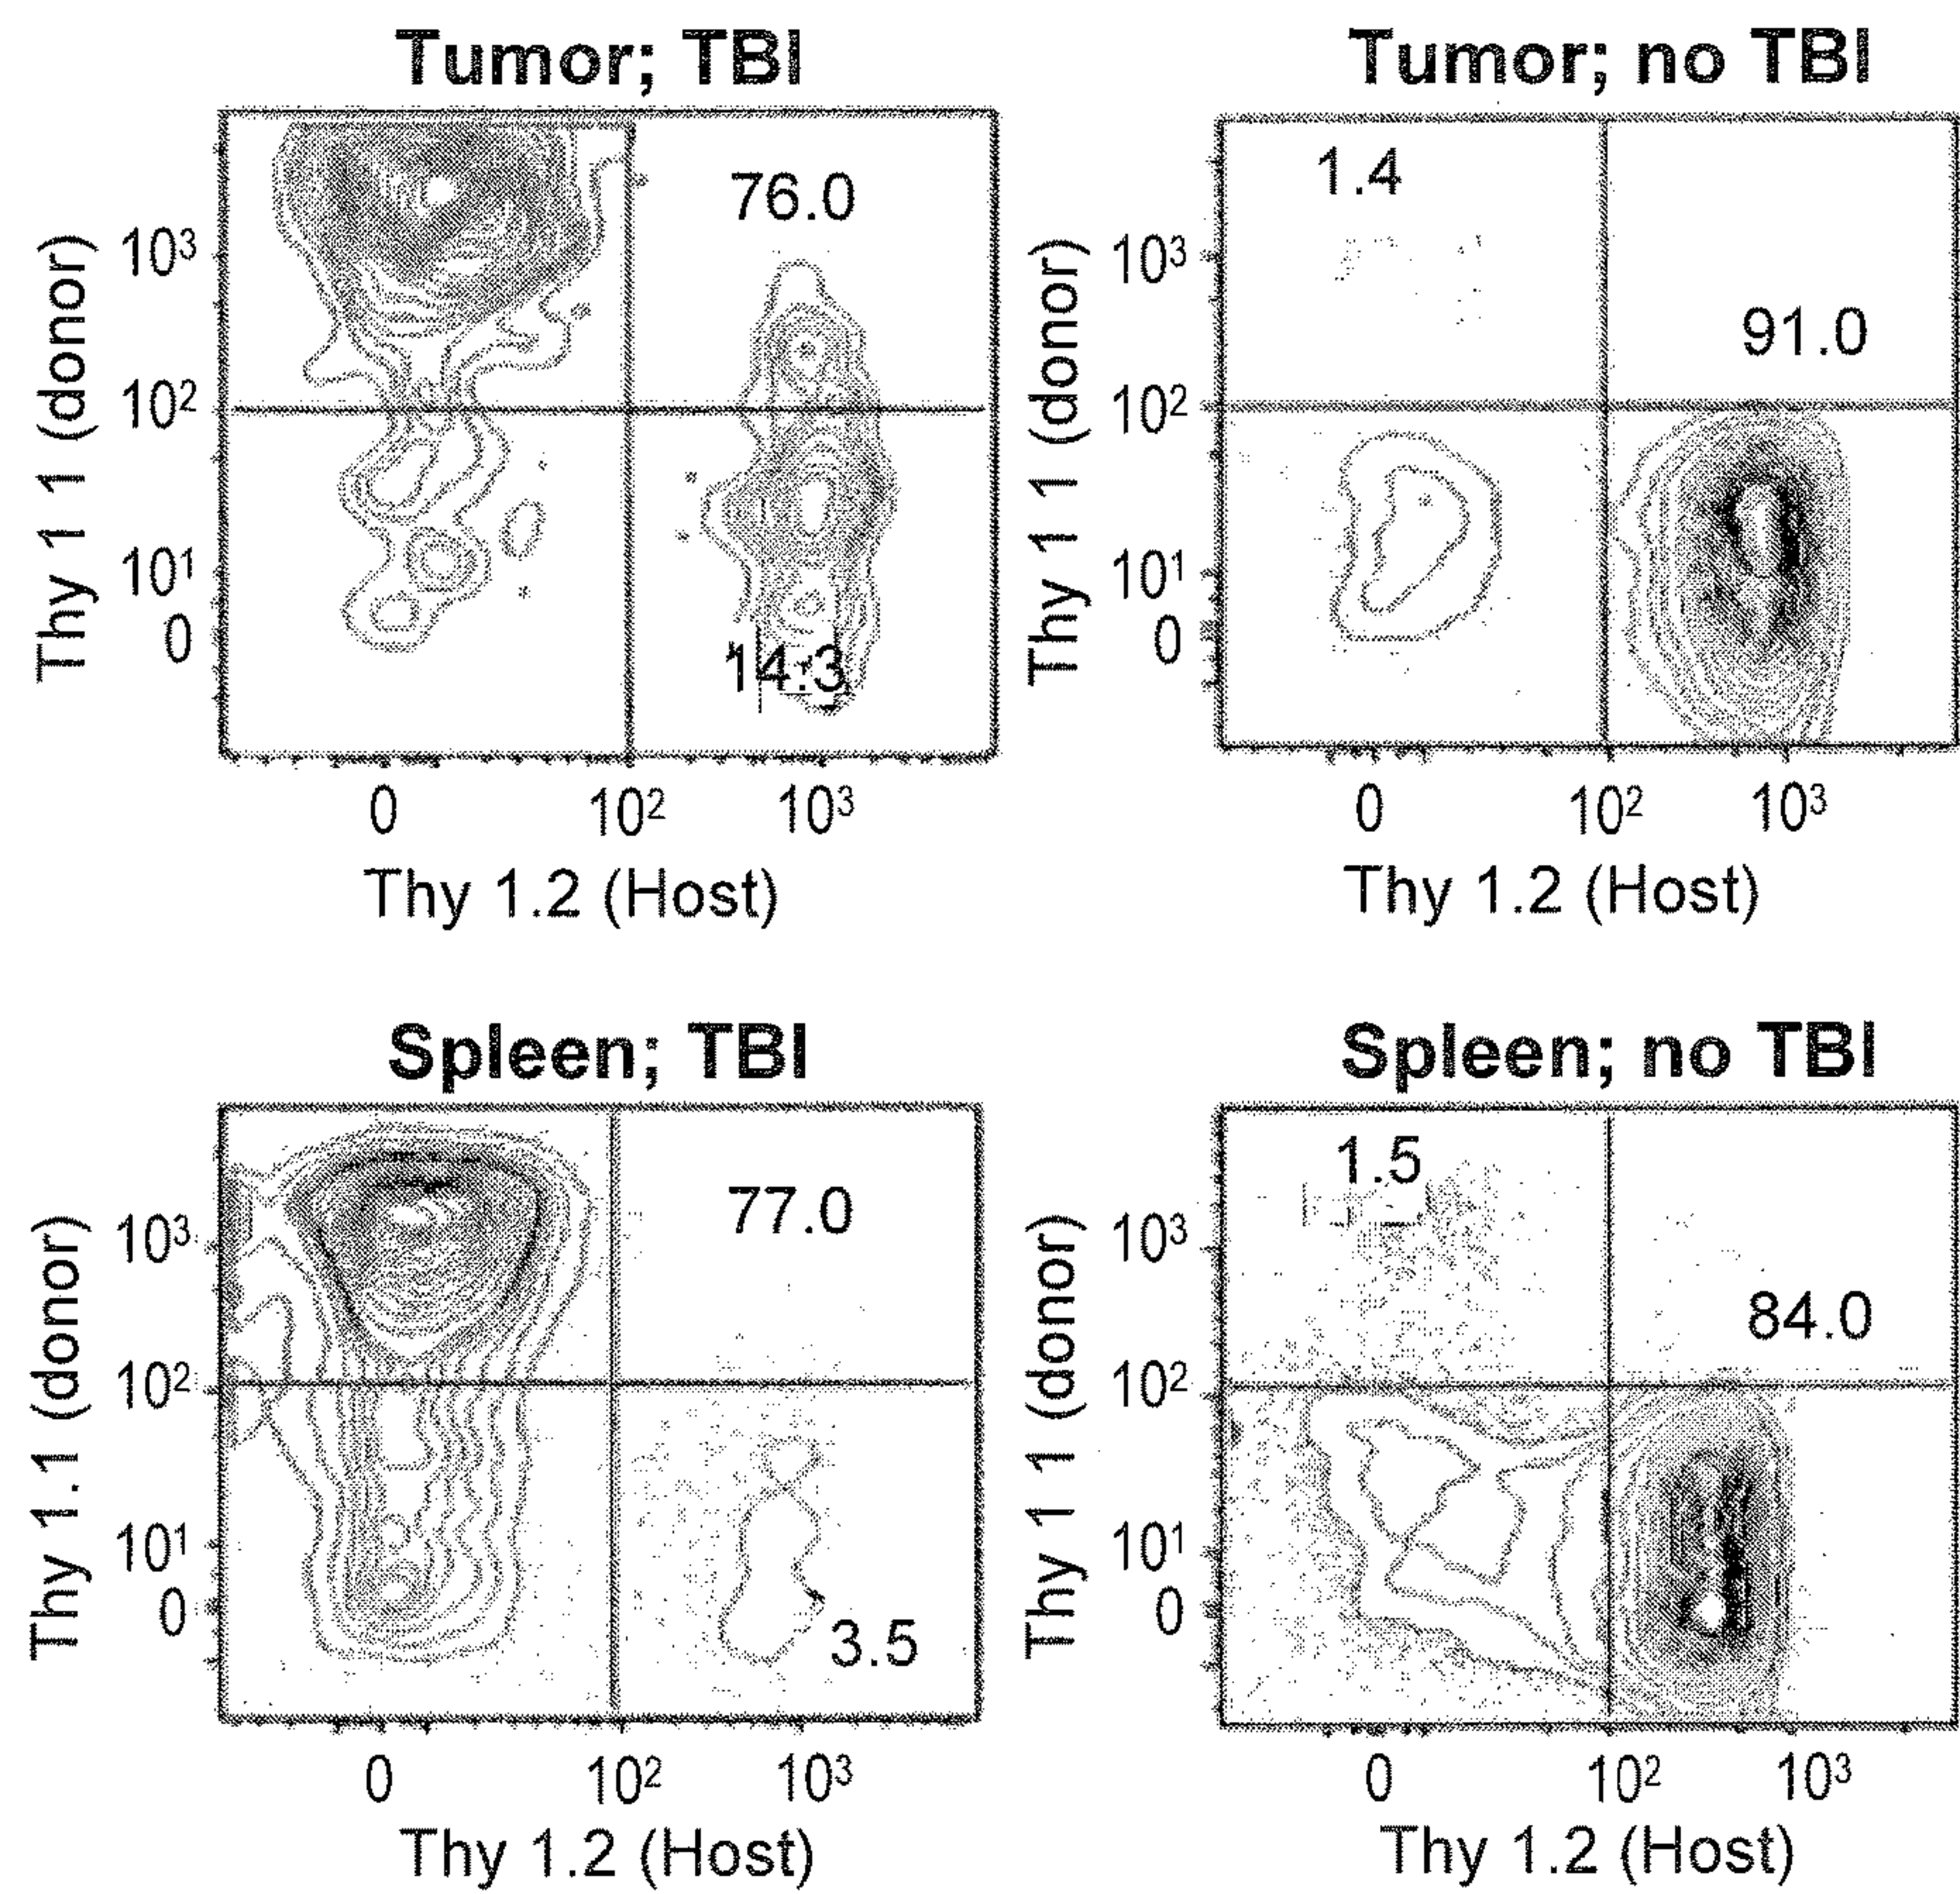 Tumor; TBI
Tumor; no TBI
76.0
1.4
Thy 1 1 (donor)
10³
10³
91.0
10²
Thy 1 1 (donor)
10²
10¹
10¹
0
14.3
0
0 10² 10³
0 10² 10³
Thy 1.2 (Host)
Thy 1.2 (Host)
Spleen; TBI
Spleen; no TBI
77.0
1.5
Thy 1.1 (donor)
10³
10³
84.0
10²
Thy 1 1 (donor)
10²
10¹
10¹
0
3.5
0
0 10² 10³
0 10² 10³
Thy 1.2 (Host)
Thy 1.2 (Host)